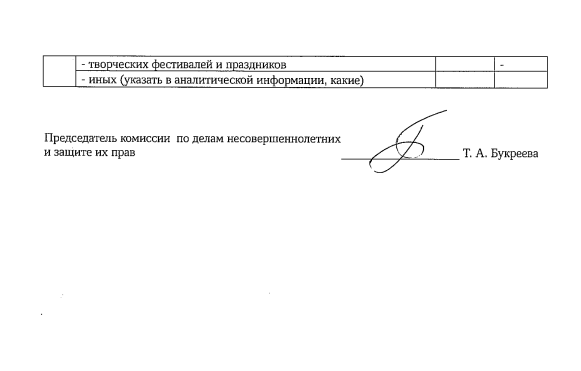 - творческих фестивалей и праздников -
- иных (указать в аналитической информации, какие)
Председатель комиссии по делам несовершеннолетних
и защите их прав Т. А. Букреева